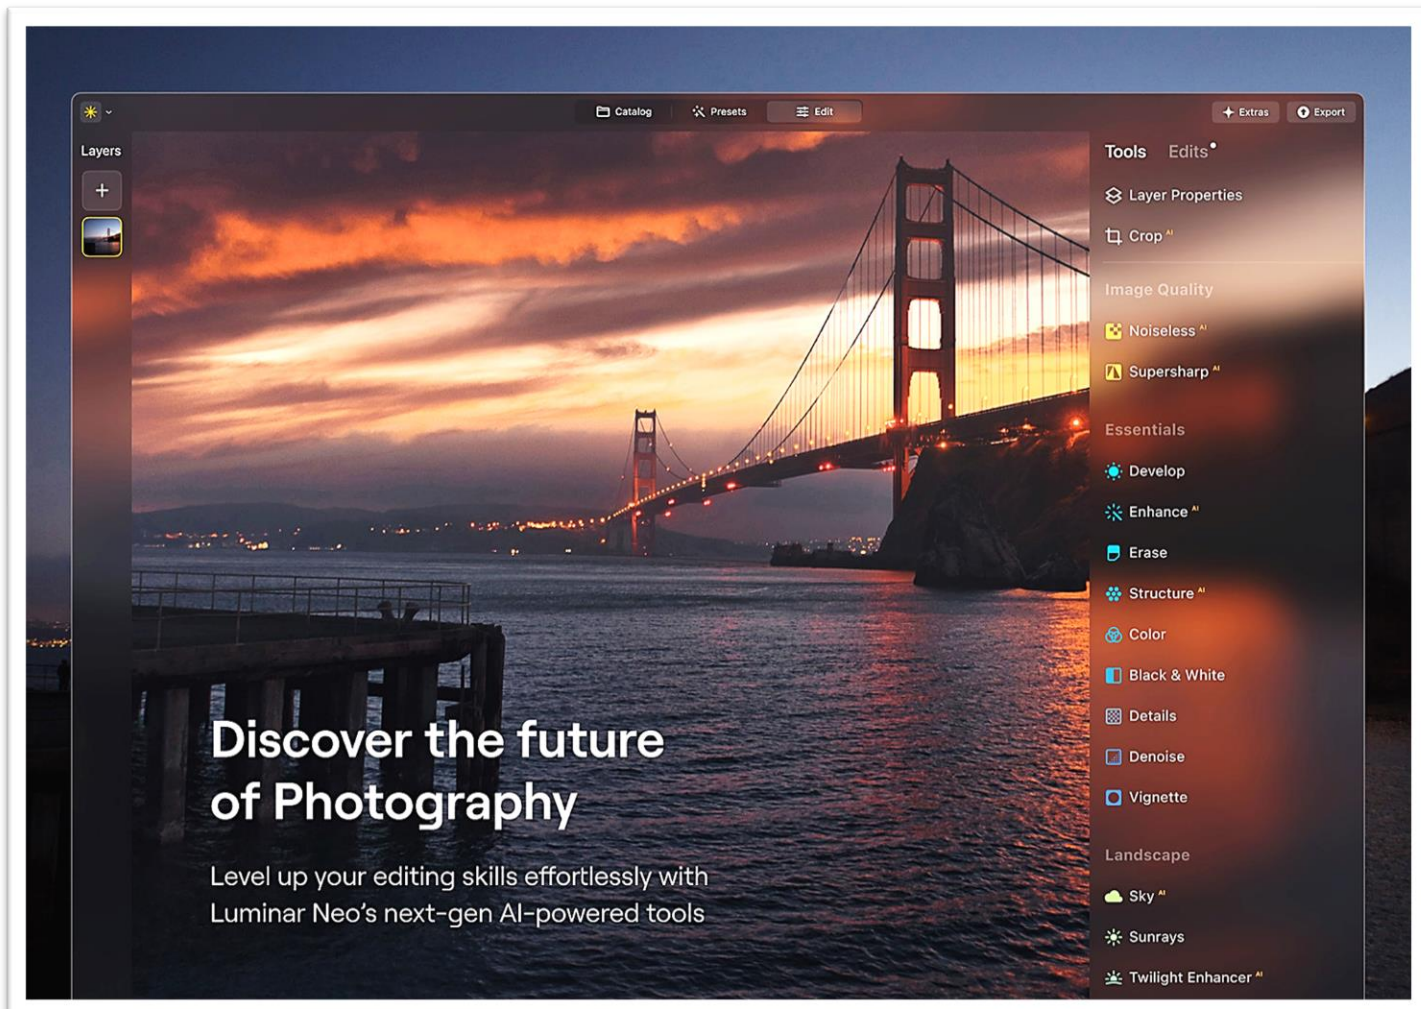 Catalog
Presets
Edit
Extras
Export
Layers
Tools Edits
Layer Properties
Crop AI
Image Quality
Noiseless AI
Supersharp AI
Essentials
Develop
Enhance AI
Erase
Structure AI
Color
Black & White
Details
Denoise
Vignette
Landscape
Sky AI
Sunrays
Twilight Enhancer AI
Discover the future
of Photography
Level up your editing skills effortlessly with
Luminar Neo’s next-gen AI-powered tools